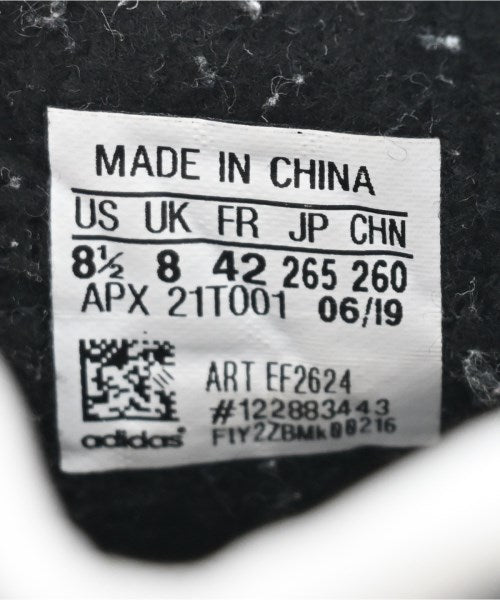 MADE IN CHINA
US UK FR JP CHN
8½ 8 42 265 260
APX 21T001 06/19
ART EF2624
#122883443
adidas